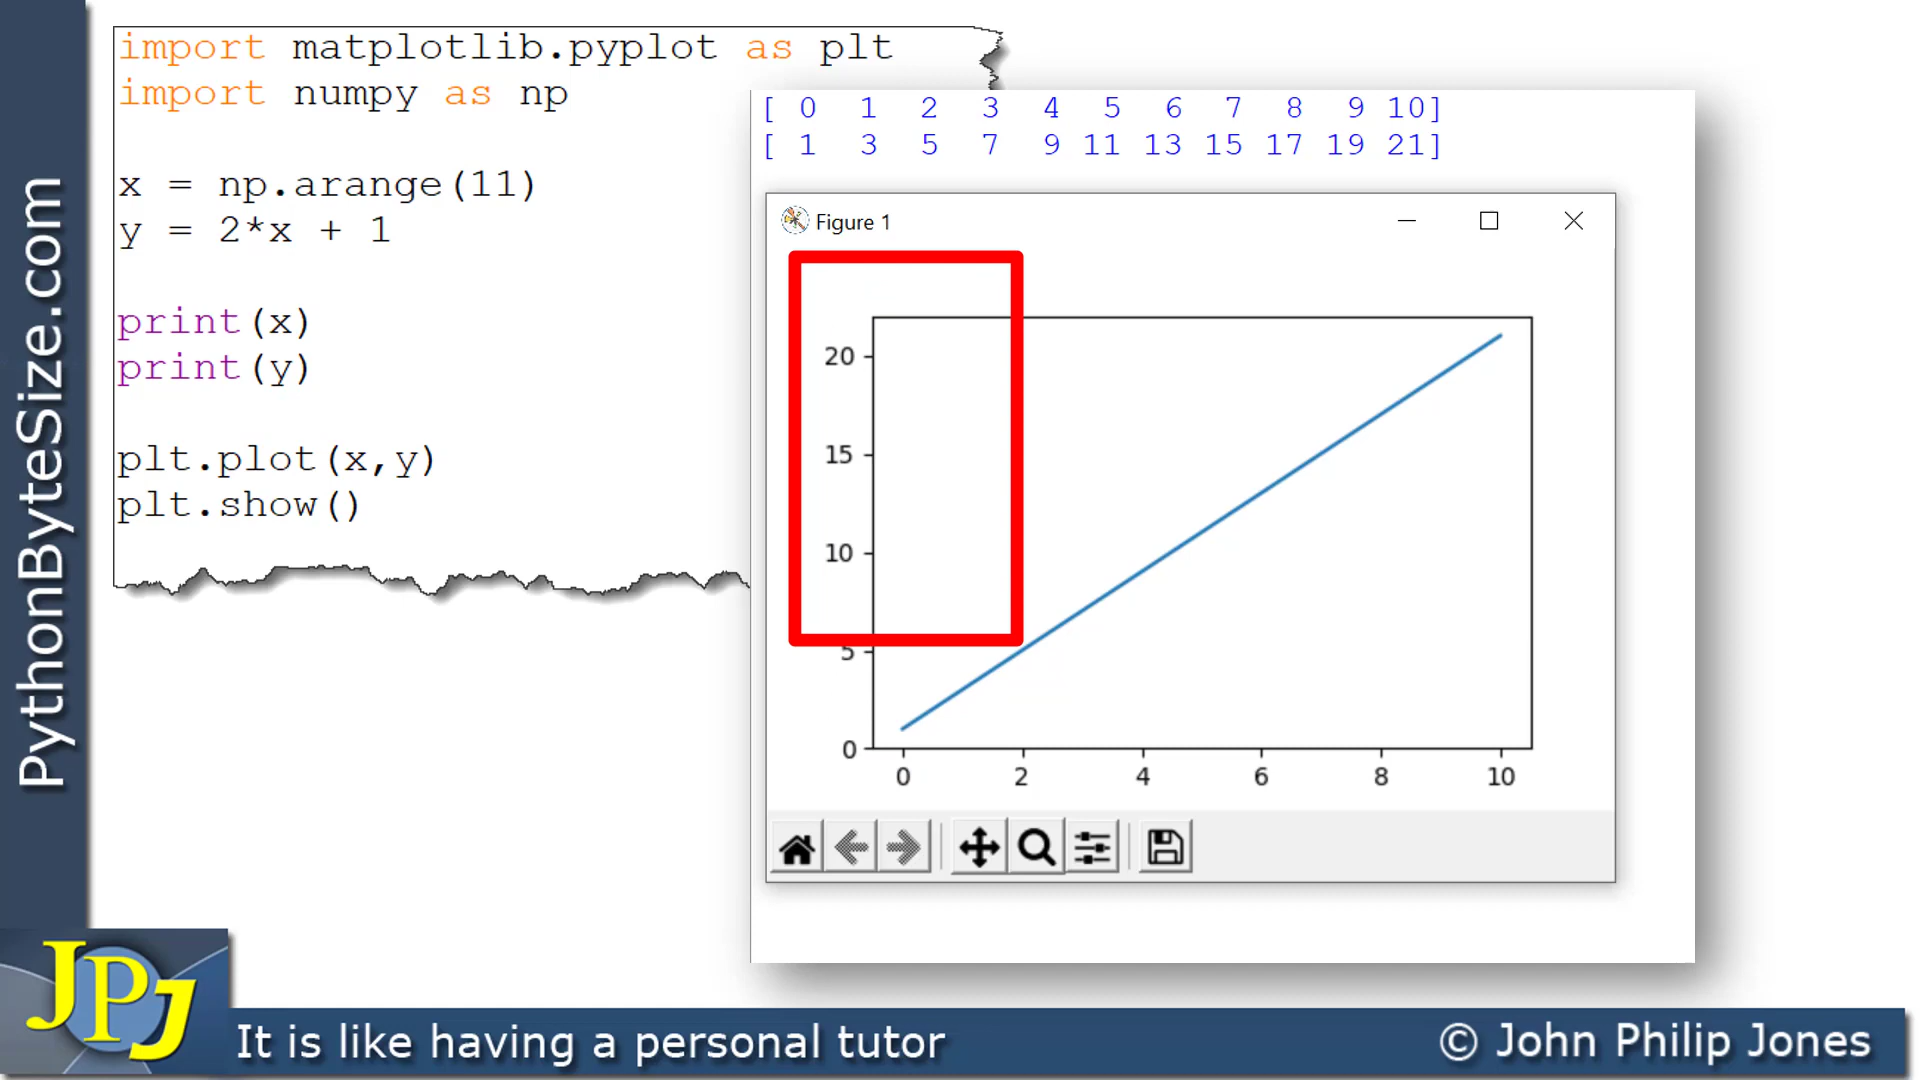 import matplotlib.pyplot as plt
import numpy as np
x = np.arange(11)
y = 2*x + 1
print(x)
print(y)
plt.plot(x,y)
plt.show()
[ 0 1 2 3 4 5 6 7 8 9 10]
[ 1 3 5 7 9 11 13 15 17 19 21]
Figure 1
20
15
10
5
0
0 2 4 6 8 10
PythonByteSize.com
JPJ
It is like having a personal tutor
© John Philip Jones